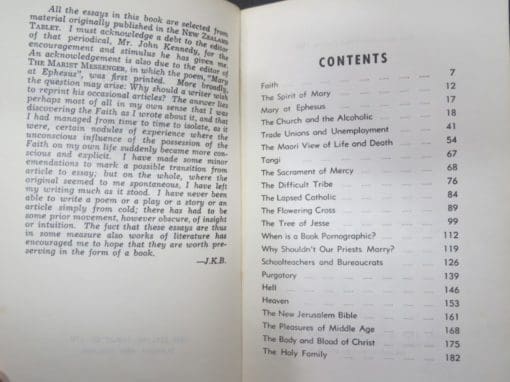 All the essays in this book are selected from
material originally published in the NEW ZEALAND
TABLET. I must acknowledge a debt to the editor
of that periodical, Mr. John Kennedy, for the
encouragement and stimulus he has given me.
An acknowledgement is also due to the editor of
THE MARIST MESSENGER, in which the poem, "Mary
at Ephesus", was first printed. More broadly,
the question may arise: Why should a writer wish
to reprint his occasional articles? The answer lies
perhaps most of all in my own sense that I was
discovering the Faith as I wrote about it, and that
I had managed from time to time to isolate, as it
were, certain nodules of experience where the
unconscious influence of the possession of the
Faith on my own life suddenly became more con-
scious and explicit. I have made some minor
emendations to mark a possible transition from
article to essay; but on the whole, where the
original seemed to me spontaneous, I have left
my writing much as it stood. I have never been
able to write a poem or a play or a story or an
article simply from cold; there has had to be
some prior movement, however obscure, of insight
or intuition. The fact that these essays are thus
in some measure also works of literature has
encouraged me to hope that they are worth pre-
serving in the form of a book.
—J.K.B.
CONTENTS
Faith 7
The Spirit of Mary 12
Mary at Ephesus 17
The Church and the Alcoholic 18
Trade Unions and Unemployment 41
The Maori View of Life and Death 54
Tangi 67
The Sacrament of Mercy 68
The Difficult Tribe 76
The Lapsed Catholic 84
The Flowering Cross 89
The Tree of Jesse 99
When is a Book Pornographic? 112
Why Shouldn't Our Priests Marry? 119
Schoolteachers and Bureaucrats 126
Purgatory 139
Hell 146
Heaven 153
The New Jerusalem Bible 161
The Pleasures of Middle Age 168
The Body and Blood of Christ 175
The Holy Family 182